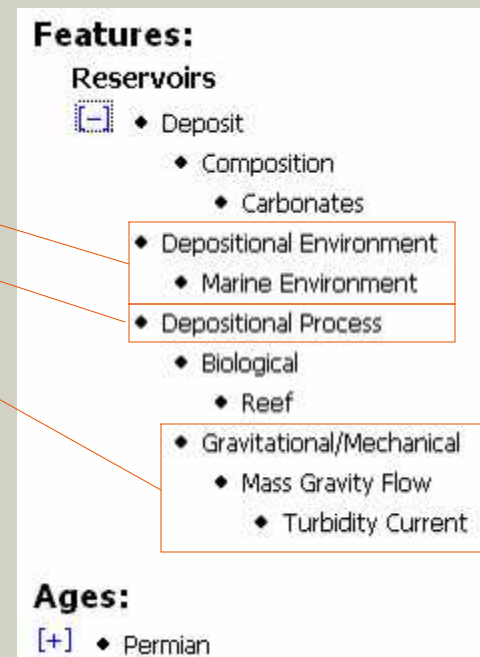 Features:
Reservoirs
[−] ◆ Deposit
◆ Composition
◆ Carbonates
◆ Depositional Environment
◆ Marine Environment
◆ Depositional Process
◆ Biological
◆ Reef
◆ Gravitational/Mechanical
◆ Mass Gravity Flow
◆ Turbidity Current
Ages:
[+] ◆ Permian